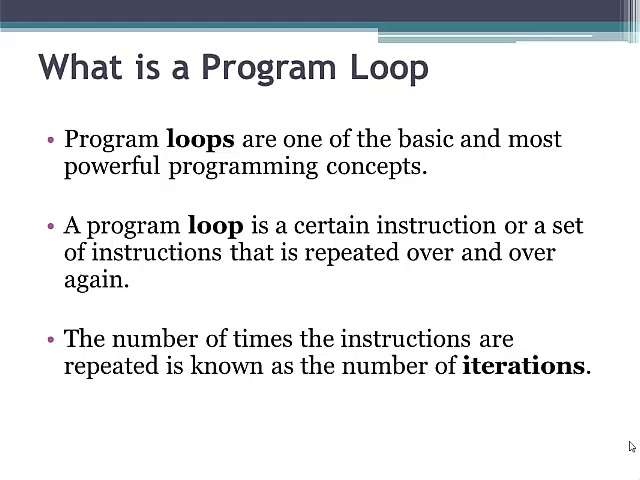 What is a Program Loop
• Program loops are one of the basic and most
powerful programming concepts.
• A program loop is a certain instruction or a set
of instructions that is repeated over and over
again.
• The number of times the instructions are
repeated is known as the number of iterations.